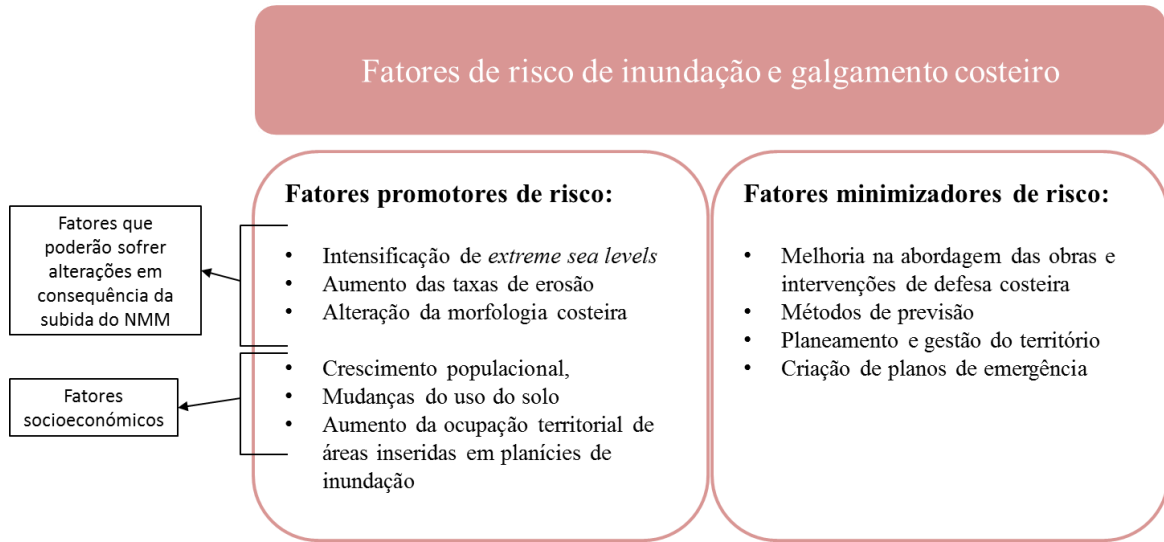 Fatores de risco de inundação e galgamento costeiro
Fatores que
poderão sofrer
alterações em
consequência da
subida do NMM
Fatores
socioeconómicos
Fatores promotores de risco:
• Intensificação de extreme sea levels
• Aumento das taxas de erosão
• Alteração da morfologia costeira
• Crescimento populacional,
• Mudanças do uso do solo
• Aumento da ocupação territorial de
áreas inseridas em planícies de
inundação
Fatores minimizadores de risco:
• Melhoria na abordagem das obras e
intervenções de defesa costeira
• Métodos de previsão
• Planeamento e gestão do território
• Criação de planos de emergência